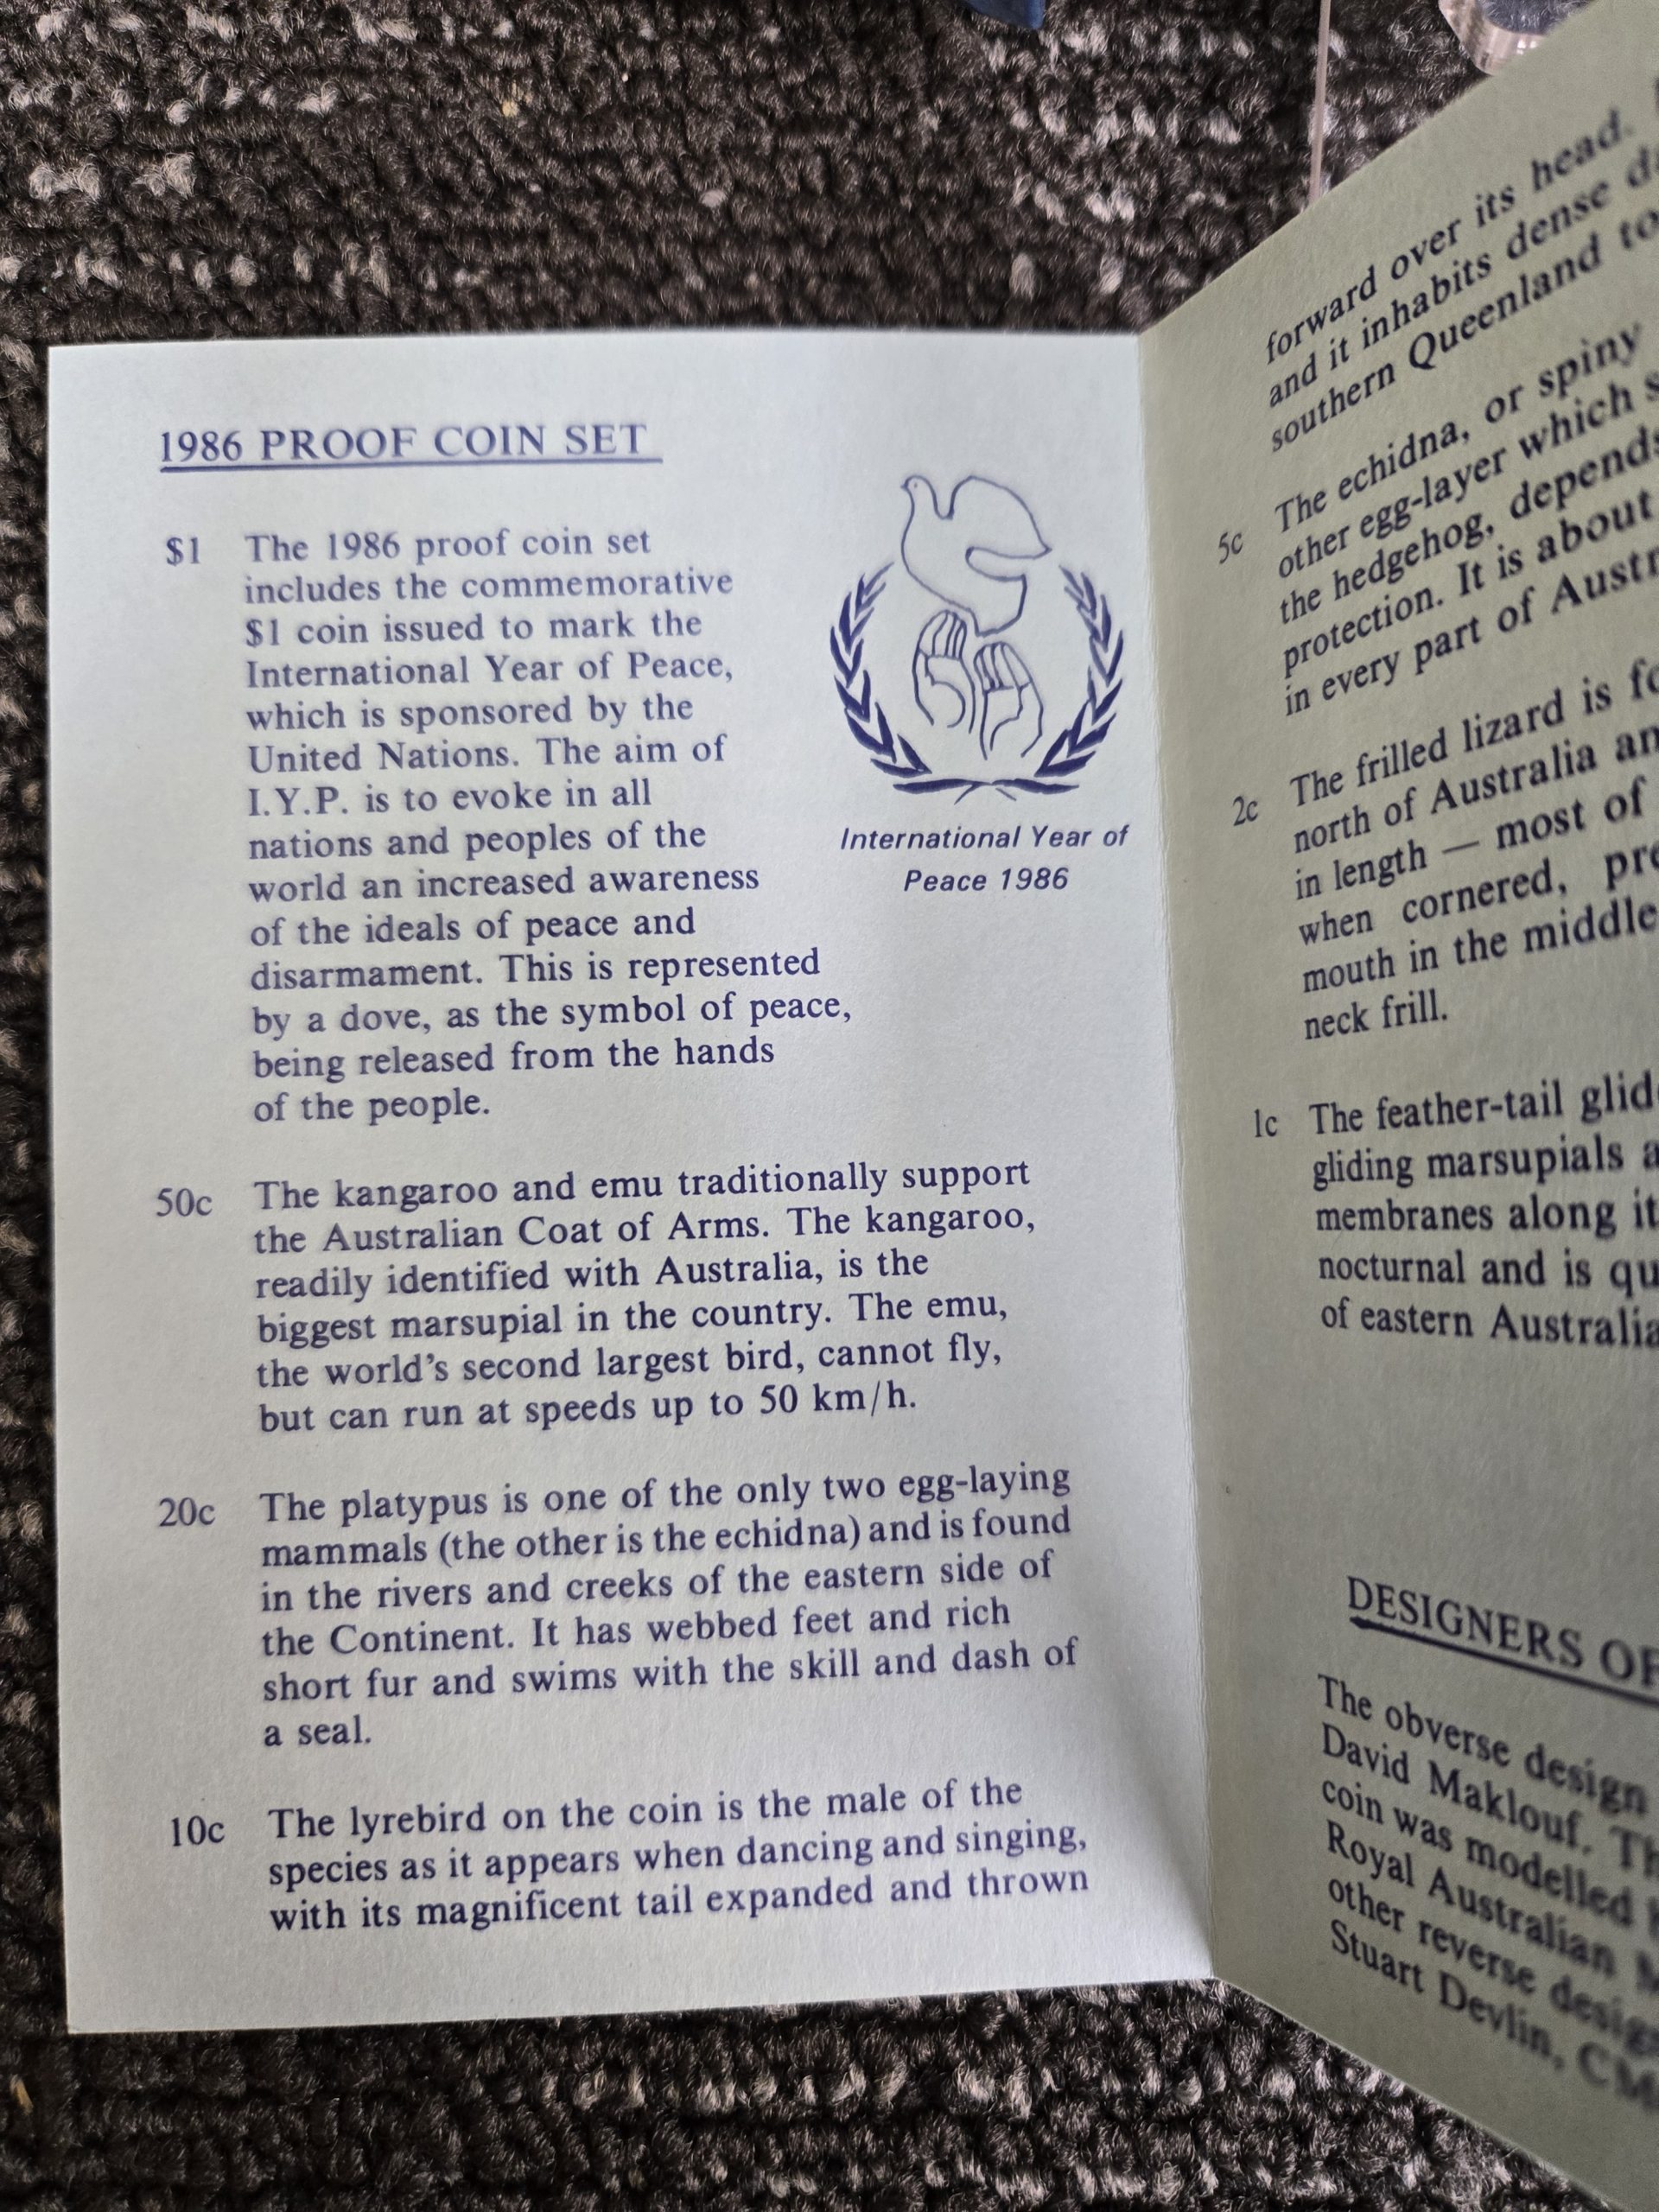 1986 PROOF COIN SET
$1 The 1986 proof coin set
includes the commemorative
$1 coin issued to mark the
International Year of Peace,
which is sponsored by the
United Nations. The aim of
I.Y.P. is to evoke in all
nations and peoples of the
world an increased awareness
of the ideals of peace and
disarmament. This is represented
by a dove, as the symbol of peace,
being released from the hands
of the people.
International Year of
Peace 1986
50c The kangaroo and emu traditionally support
the Australian Coat of Arms. The kangaroo,
readily identified with Australia, is the
biggest marsupial in the country. The emu,
the world's second largest bird, cannot fly,
but can run at speeds up to 50 km/h.
20c The platypus is one of the only two egg-laying
mammals (the other is the echidna) and is found
in the rivers and creeks of the eastern side of
the Continent. It has webbed feet and rich
short fur and swims with the skill and dash of
a seal.
10c The lyrebird on the coin is the male of the
species as it appears when dancing and singing,
with its magnificent tail expanded and thrown
forward over its head.
and it inhabits dense
southern Queenland to
5c The echidna, or spiny
other egg-layer which
the hedgehog, depends
protection. It is about
in every part of
2c The frilled lizard is
north of Australia
in length — most of
when cornered,
mouth in the middle
neck frill.
1c The feather-tail
gliding marsupials
membranes along
nocturnal and is
of eastern Australia
DESIGNERS
The obverse design
David Maklouf.
coin was modelled
Royal Australian
other reverse
Stuart Devlin,